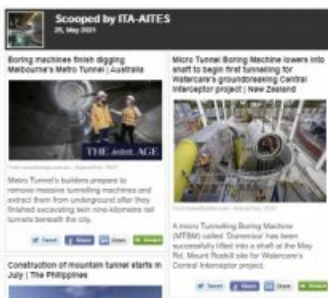 Scooped by ITA-AITES
25, May 2021
Boring machines finish digging
Melbourne's Metro Tunnel | Australia
THE AGE
Metro Tunnel's builders prepare to
remove massive tunnelling machines and
extract them from underground after they
finished excavating twin nine-kilometre rail
tunnels beneath the city.
Tweet
Share
Share
Construction of mountain tunnel starts in
July | The Philippines
Micro Tunnel Boring Machine lowers into
shaft to begin first tunnelling for
Watercare's groundbreaking Central
Interceptor project | New Zealand
A micro Tunnelling Boring Machine
(MTBM) called 'Domenica' has been
successfully lifted into a shaft at the May
Rd, Mount Roskill site for Watercare's
Central Interceptor project.
Tweet
Share
Share